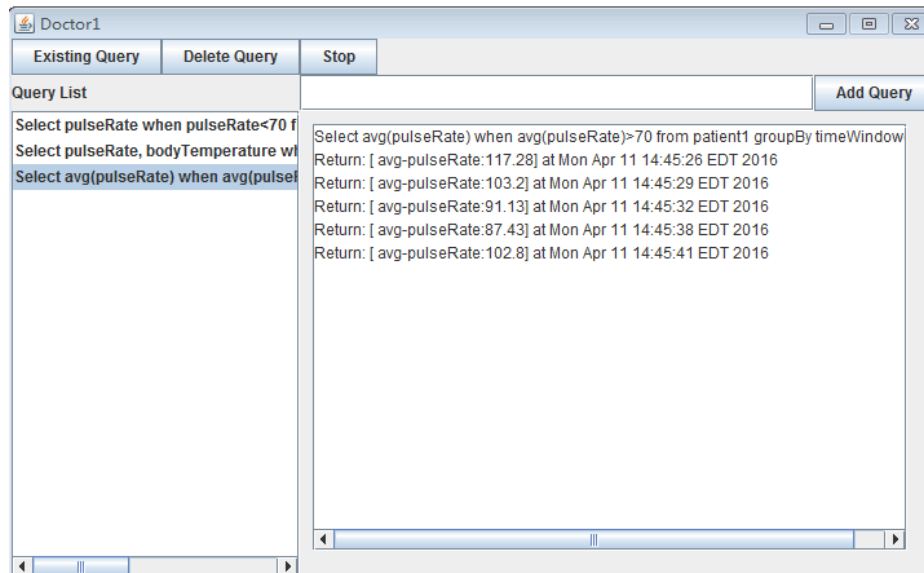 Doctor1
Existing Query Delete Query Stop
Query List Add Query
Select pulseRate when pulseRate<70
Select pulseRate, bodyTemperature
Select avg(pulseRate) when
Select avg(pulseRate) when avg(pulseRate)>70 from patient1 groupBy timeWindow
Return: [ avg-pulseRate:117.28] at Mon Apr 11 14:45:26 EDT 2016
Return: [ avg-pulseRate:103.2] at Mon Apr 11 14:45:29 EDT 2016
Return: [ avg-pulseRate:91.13] at Mon Apr 11 14:45:32 EDT 2016
Return: [ avg-pulseRate:87.43] at Mon Apr 11 14:45:38 EDT 2016
Return: [ avg-pulseRate:102.8] at Mon Apr 11 14:45:41 EDT 2016